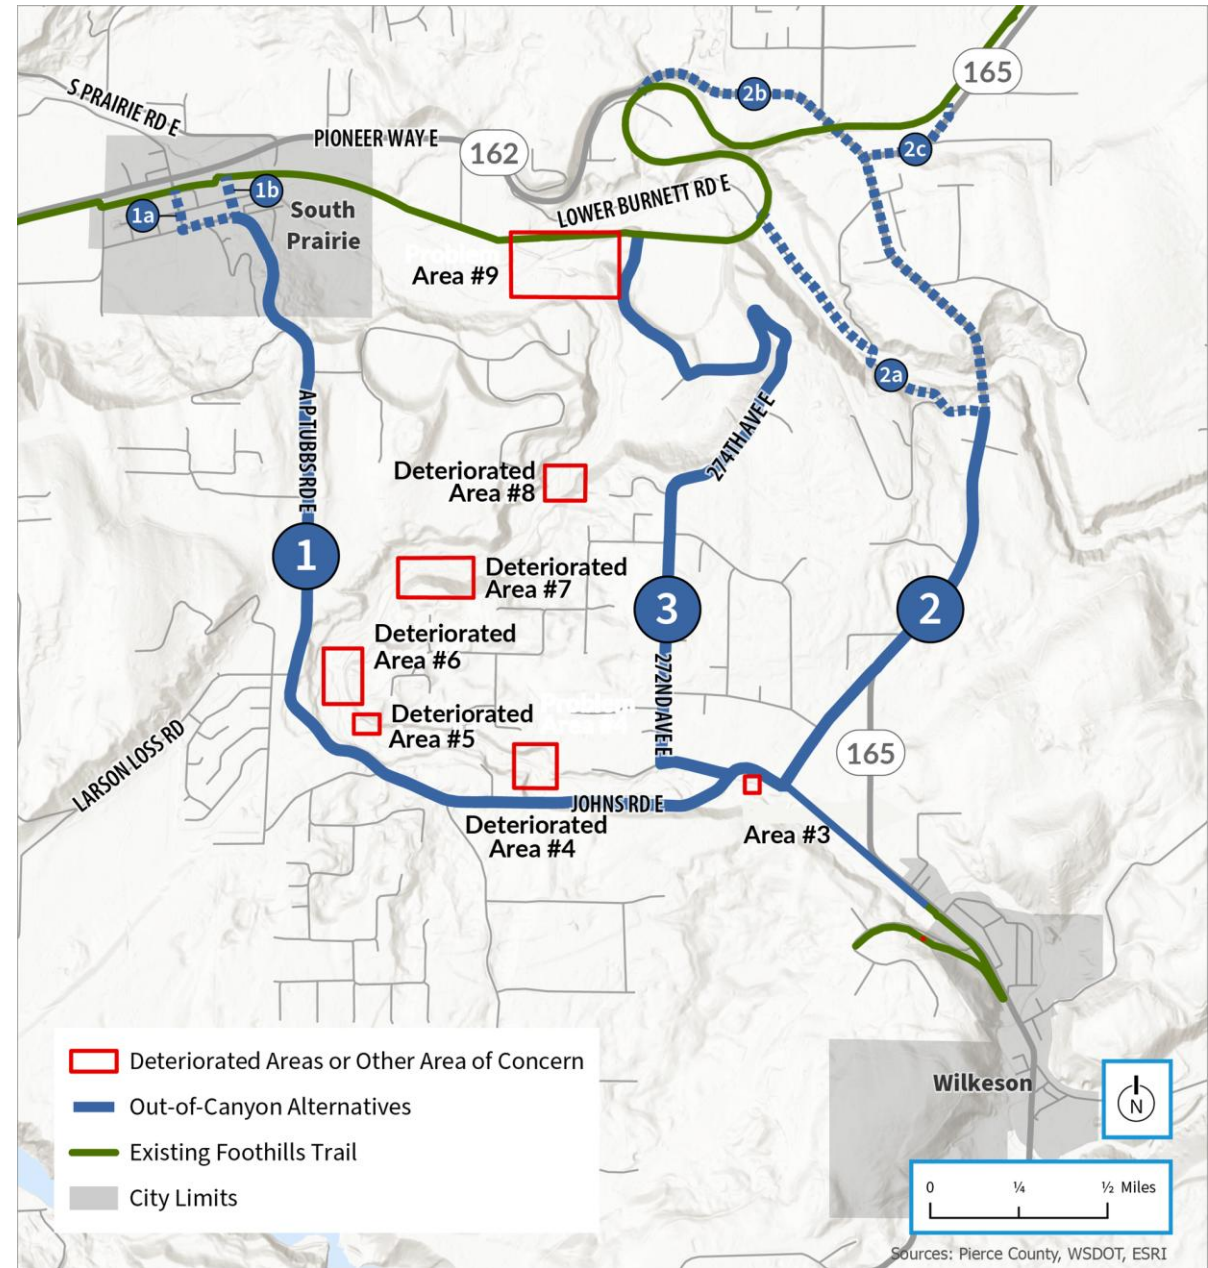 165
2b
S PRAIRIE RD E
PIONEER WAY E
162
2c
1b
1a
South
Prairie
LOWER BURNETT RD E
Problem
Area #9
2a
A P TUBBS RD E
274TH AVE E
Deteriorated
Area #8
1
Deteriorated
Area #7
3
2
Deteriorated
Area #6
272ND AVE E
Deteriorated
Area #5
LARSON LOSS RD
165
JOHNS RD E
Deteriorated
Area #4
Area #3
Deteriorated Areas or Other Area of Concern
Out-of-Canyon Alternatives
Existing Foothills Trail
City Limits
Wilkeson
N
0 ¼ ½ Miles
Sources: Pierce County, WSDOT, ESRI